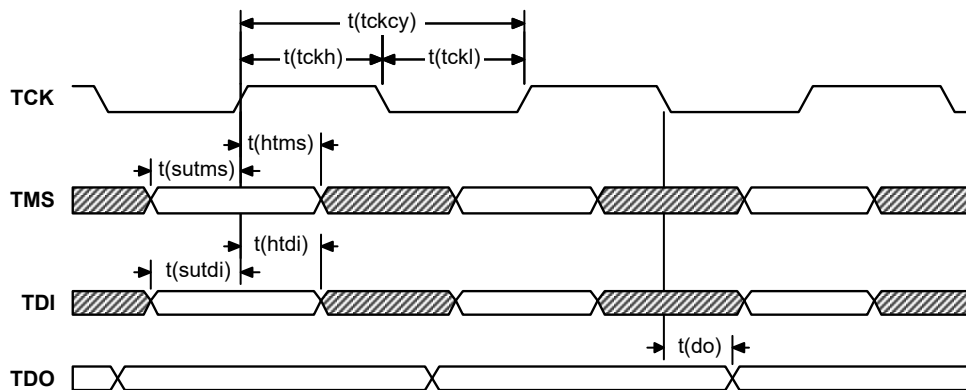 t(tckcy)
t(tckh)
t(tckl)
TCK
t(htms)
t(sutms)
TMS
t(htdi)
t(sutdi)
TDI
t(do)
TDO